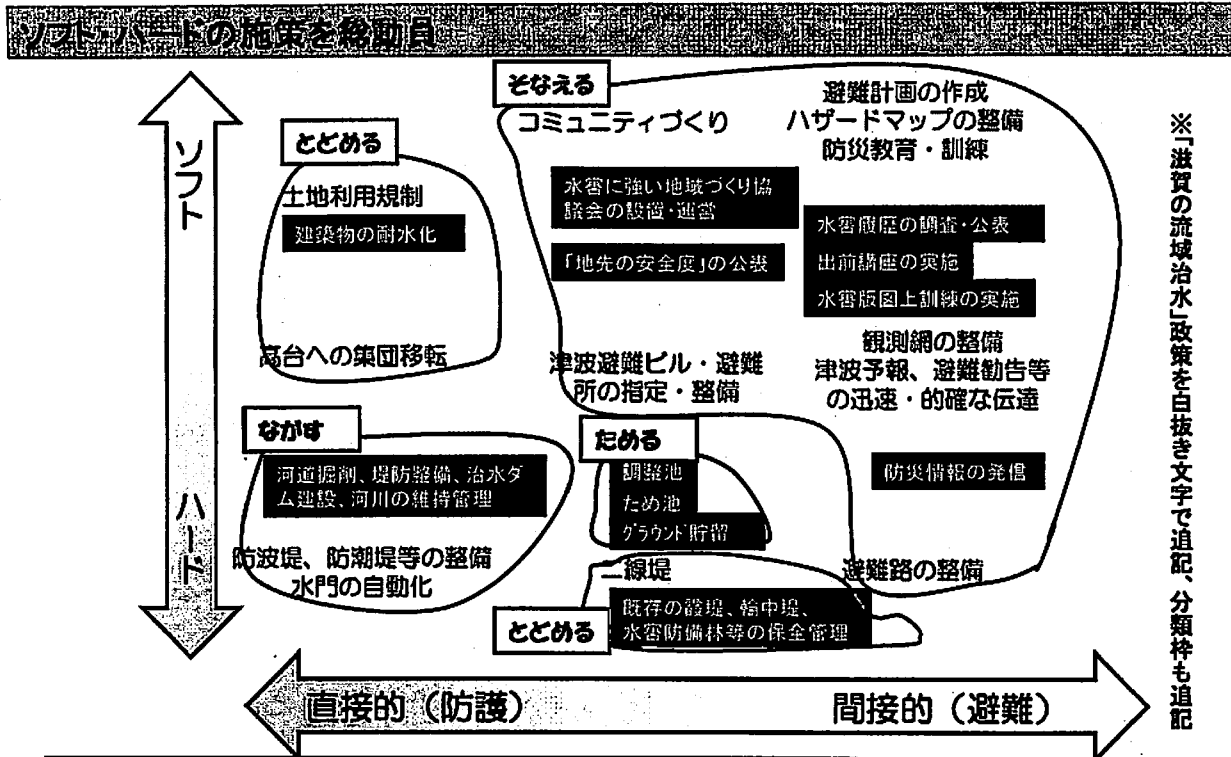 ソフト・ハードの施策を総動員
そなえる
コミュニティづくり
避難計画の作成
ハザードマップの整備
防災教育・訓練
ソフト
とどめる
土地利用規制
建築物の耐水化
高台への集団移転
水害に強い地域づくり協
議会の設置・運営
「地先の安全度」の公表
水害履歴の調査・公表
出前講座の実施
水害版図上訓練の実施
津波避難ビル・避難
所の指定・整備
観測網の整備
津波予報、避難勧告等
の迅速・的確な伝達
ハード
ながす
河道掘削、堤防整備、治水ダ
ム建設、河川の維持管理
防波堤、防潮堤等の整備
水門の自動化
ためる
調整池
ため池
グラウンド貯留
防災情報の発信
二線堤
避難路の整備
既存の霞堤、輪中堤、
水害防備林等の保全管理
とどめる
直接的（防護）
間接的（避難）
※「滋賀の流域治水」政策を白抜き文字で追記、分類枠も追記